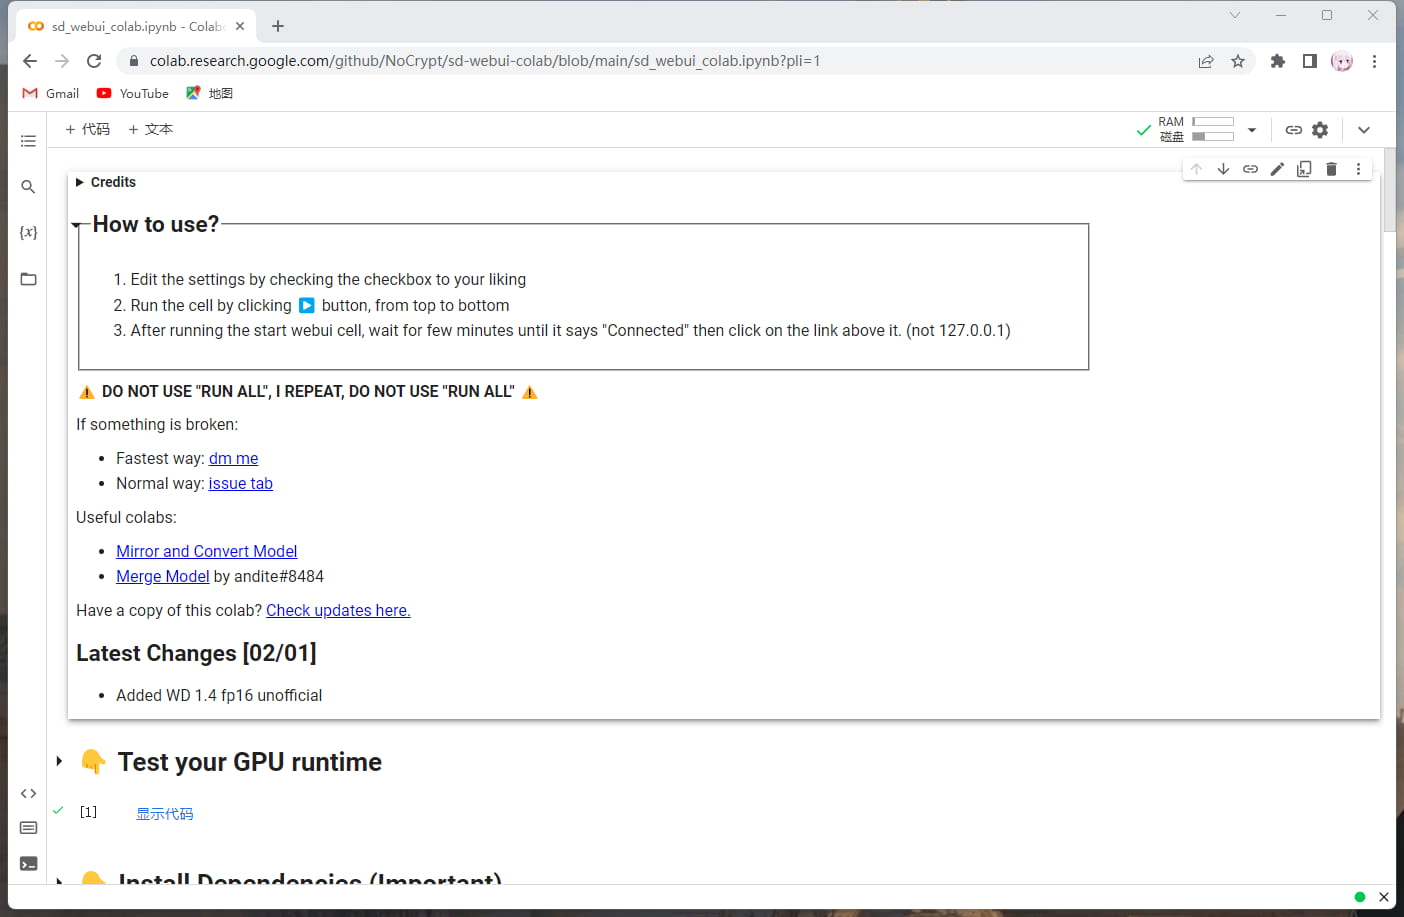 sd_webui_colab.ipynb - Colab
colab.research.google.com/github/NoCrypt/sd-webui-colab/blob/main/sd_webui_colab.ipynb?pli=1
Gmail YouTube 地图
+ 代码 + 文本
RAM
磁盘
Credits
How to use?
1. Edit the settings by checking the checkbox to your liking
2. Run the cell by clicking ▶ button, from top to bottom
3. After running the start webui cell, wait for few minutes until it says "Connected" then click on the link above it. (not 127.0.0.1)
⚠ DO NOT USE "RUN ALL", I REPEAT, DO NOT USE "RUN ALL" ⚠
If something is broken:
• Fastest way: dm me
• Normal way: issue tab
Useful colabs:
• Mirror and Convert Model
• Merge Model by andite#8484
Have a copy of this colab? Check updates here.
Latest Changes [02/01]
• Added WD 1.4 fp16 unofficial
👇 Test your GPU runtime
[1] 显示代码
👇 Install Dependencies (Important)
{x}